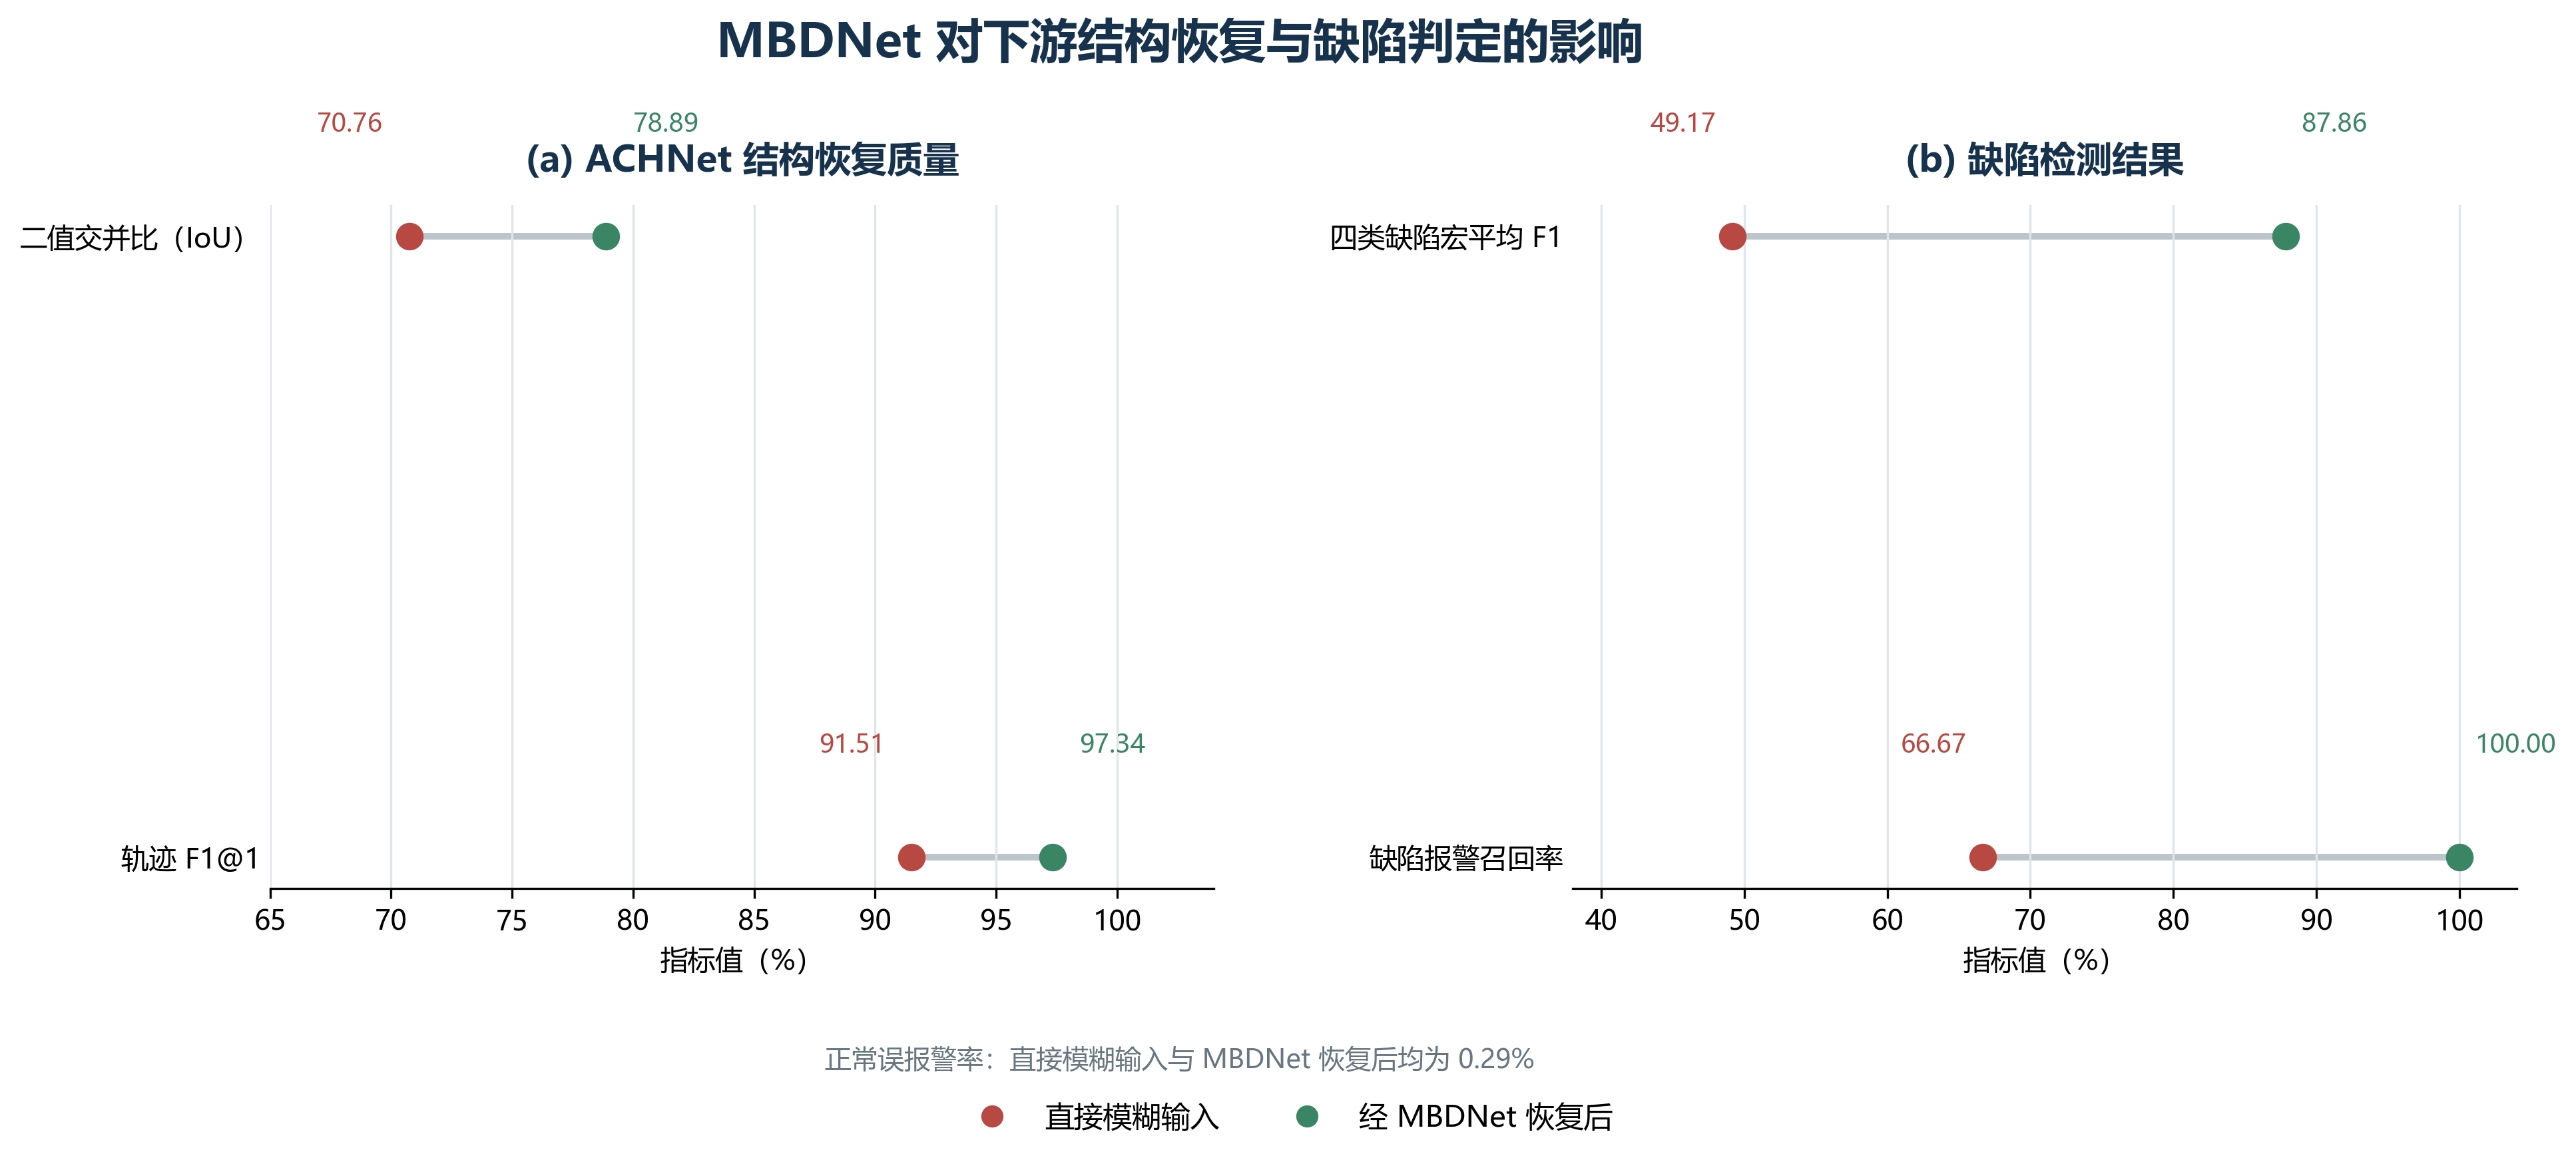 MBDNet 对下游结构恢复与缺陷判定的影响
70.76 78.89
(a) ACHNet 结构恢复质量
二值交并比（IoU）
91.51 97.34
轨迹 F1@1
65 70 75 80 85 90 95 100
指标值（%）
49.17 87.86
(b) 缺陷检测结果
四类缺陷宏平均 F1
66.67 100.00
缺陷报警召回率
40 50 60 70 80 90 100
指标值（%）
正常误报警率：直接模糊输入与 MBDNet 恢复后均为 0.29%
直接模糊输入 经 MBDNet 恢复后